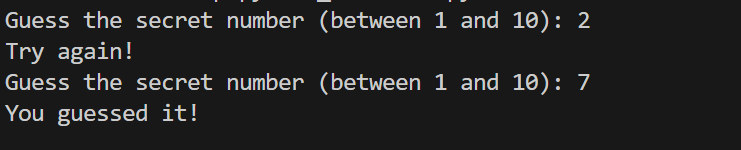 Guess the secret number (between 1 and 10): 2
Try again!
Guess the secret number (between 1 and 10): 7
You guessed it!